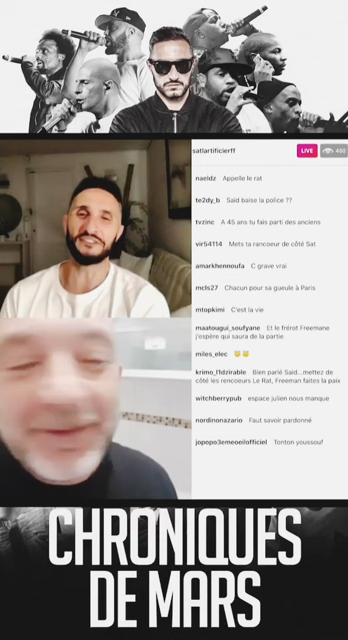 satlartificierff LIVE 460
naeldz Appelle le rat
te2dy_b Said baise la police ??
tvzinc A 45 ans tu fais parti des anciens
vir54114 Mets ta rancoeur de côté Sat
amarkhennoufa C grave vrai
mcls27 Chacun pour sa gueule à Paris
mtopkimi C'est la vie
maatougui_soufyane Et le frérot Freemane
j'espère qui saura de la partie
miles_elec
krimo_l1dzirable Bien parlé Said...mettez de
côté les rencoeurs Le Rat, Freeman faites la paix
witchberrypub espace julien nous manque
nordinonazario Faut savoir pardonné
jopopo3emeoeilofficiel Tonton youssouf
CHRONIQUES
DE MARS